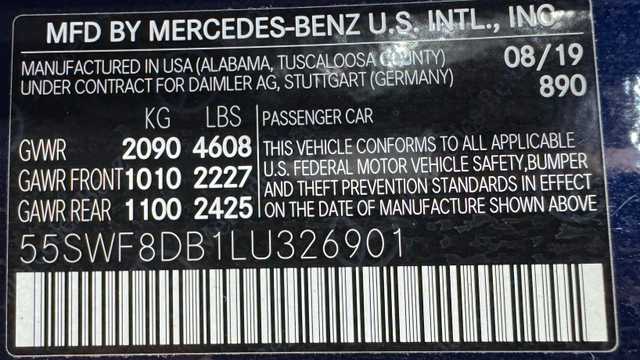 MFD BY MERCEDES-BENZ U.S. INTL., INC
MANUFACTURED IN USA (ALABAMA, TUSCALOOSA COUNTY) 08/19
UNDER CONTRACT FOR DAIMLER AG, STUTTGART (GERMANY) 890
KG LBS PASSENGER CAR
GVWR 2090 4608 THIS VEHICLE CONFORMS TO ALL APPLICABLE
U.S. FEDERAL MOTOR VEHICLE SAFETY,BUMPER
GAWR FRONT 1010 2227 AND THEFT PREVENTION STANDARDS IN EFFECT
GAWR REAR 1100 2425 ON THE DATE OF MANUFACTURE SHOWN ABOVE
55SWF8DB1LU326901